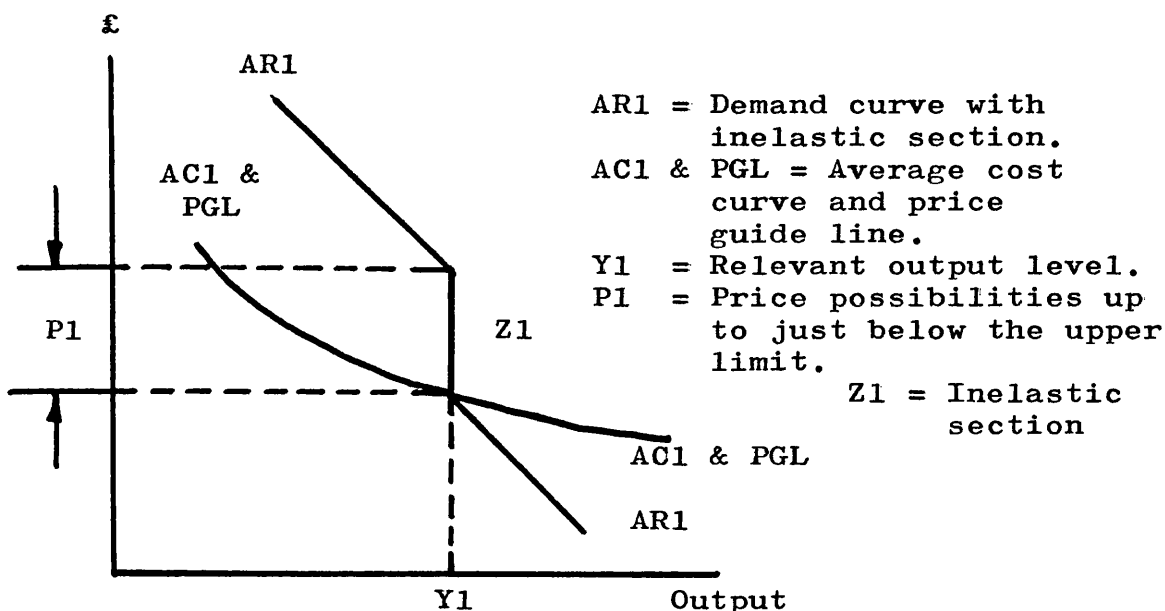 £
AR1
AC1 &
PGL
P1
Z1
AC1 & PGL
AR1
Y1
Output
AR1 = Demand curve with
inelastic section.
AC1 & PGL = Average cost
curve and price
guide line.
Y1 = Relevant output level.
P1 = Price possibilities up
to just below the upper
limit.
Z1 = Inelastic
section